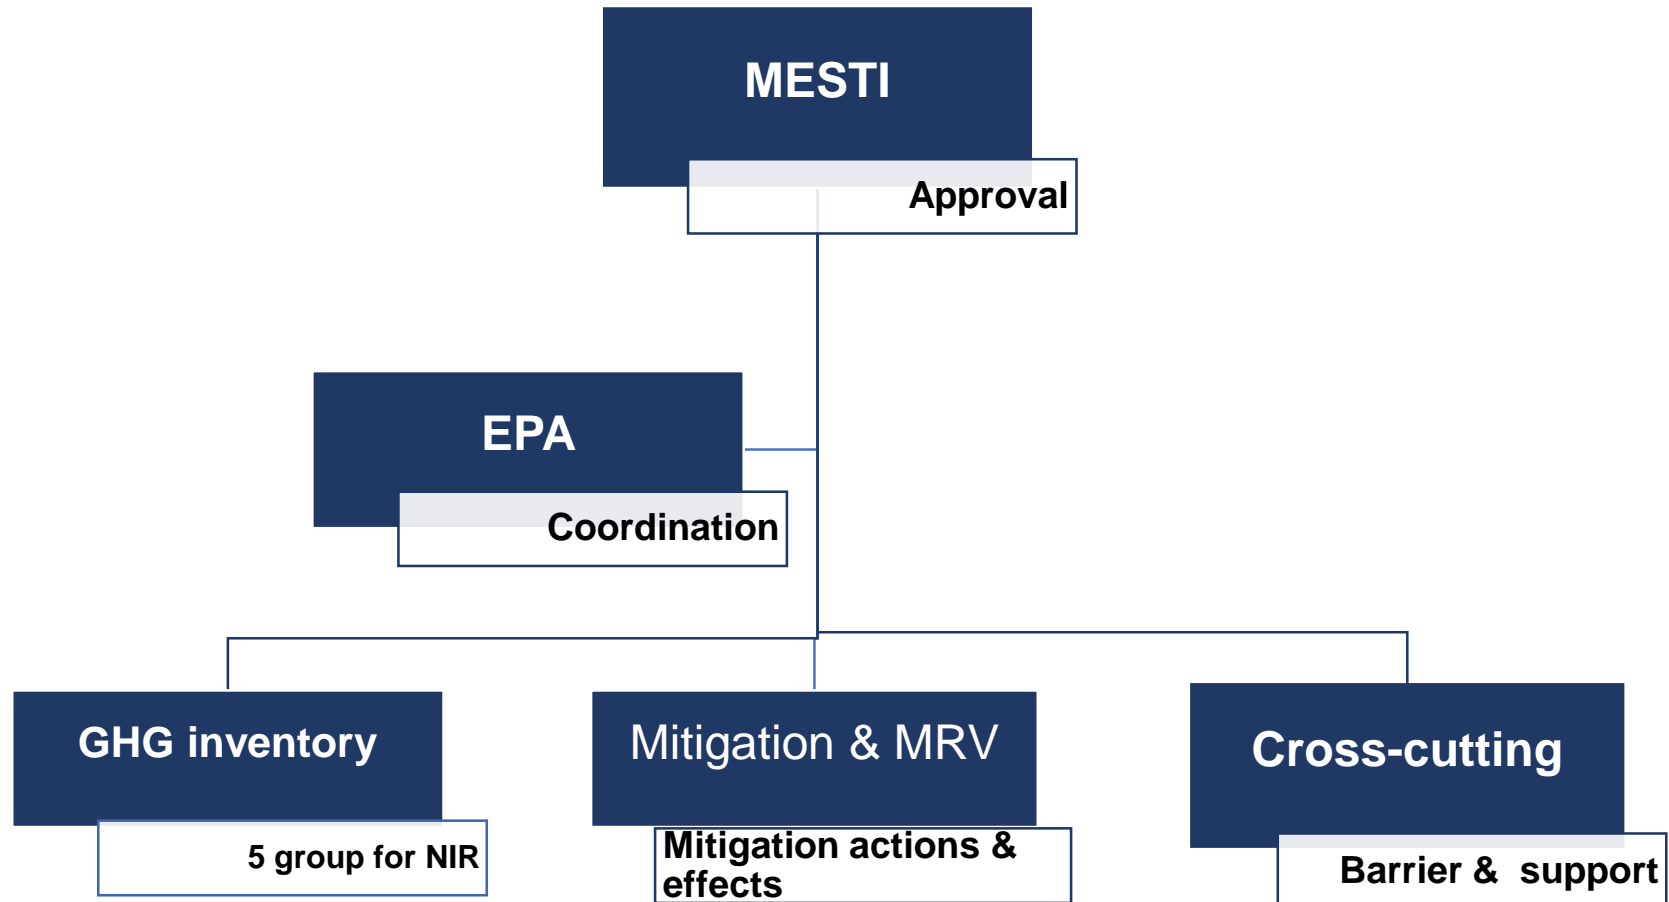 MESTI
Approval
EPA
Coordination
GHG inventory
5 group for NIR
Mitigation & MRV
Mitigation actions &
effects
Cross-cutting
Barrier &  support